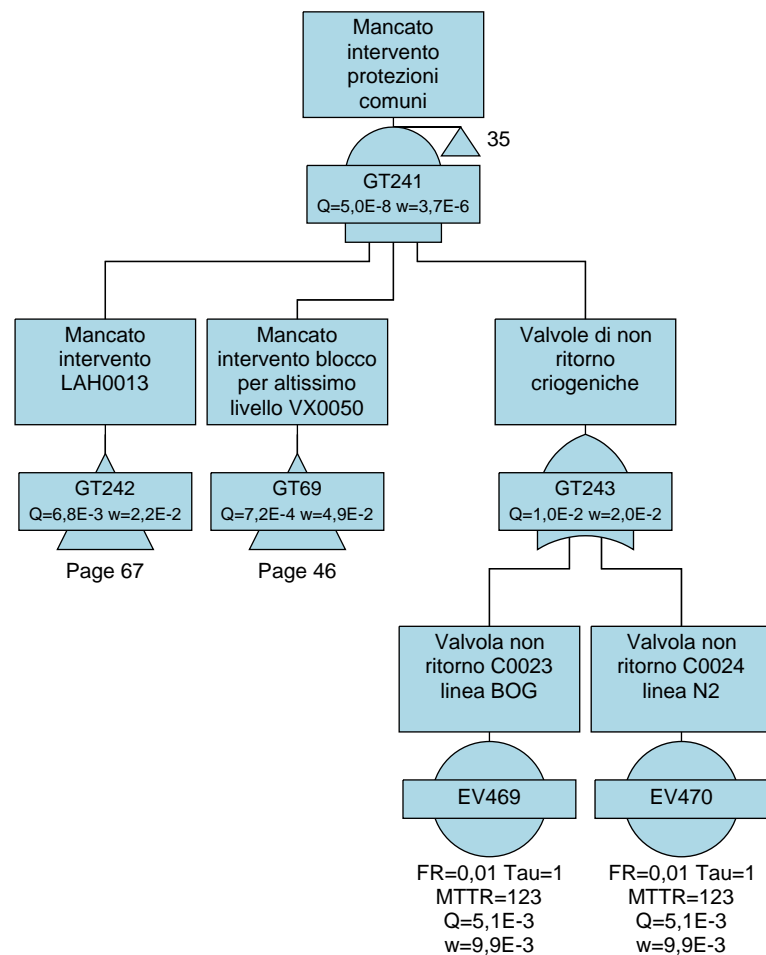 Mancato
intervento
protezioni
comuni
35
GT241
Q=5,0E-8 w=3,7E-6
Mancato
intervento
LAH0013
Mancato
intervento blocco
per altissimo
livello VX0050
Valvole di non
ritorno
criogeniche
GT242
Q=6,8E-3 w=2,2E-2
Page 67
GT69
Q=7,2E-4 w=4,9E-2
Page 46
GT243
Q=1,0E-2 w=2,0E-2
Valvola non
ritorno C0023
linea BOG
Valvola non
ritorno C0024
linea N2
EV469
FR=0,01 Tau=1
MTTR=123
Q=5,1E-3
w=9,9E-3
EV470
FR=0,01 Tau=1
MTTR=123
Q=5,1E-3
w=9,9E-3